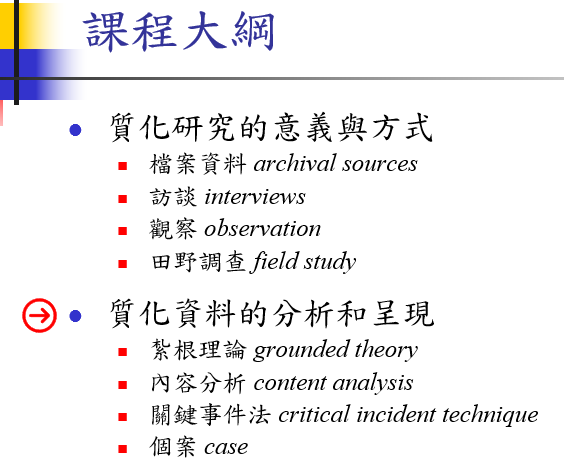 課程大綱
質化研究的意義與方式
檔案資料 archival sources
訪談 interviews
觀察 observation
田野調查 field study
質化資料的分析和呈現
紮根理論 grounded theory
內容分析 content analysis
關鍵事件法 critical incident technique
個案 case